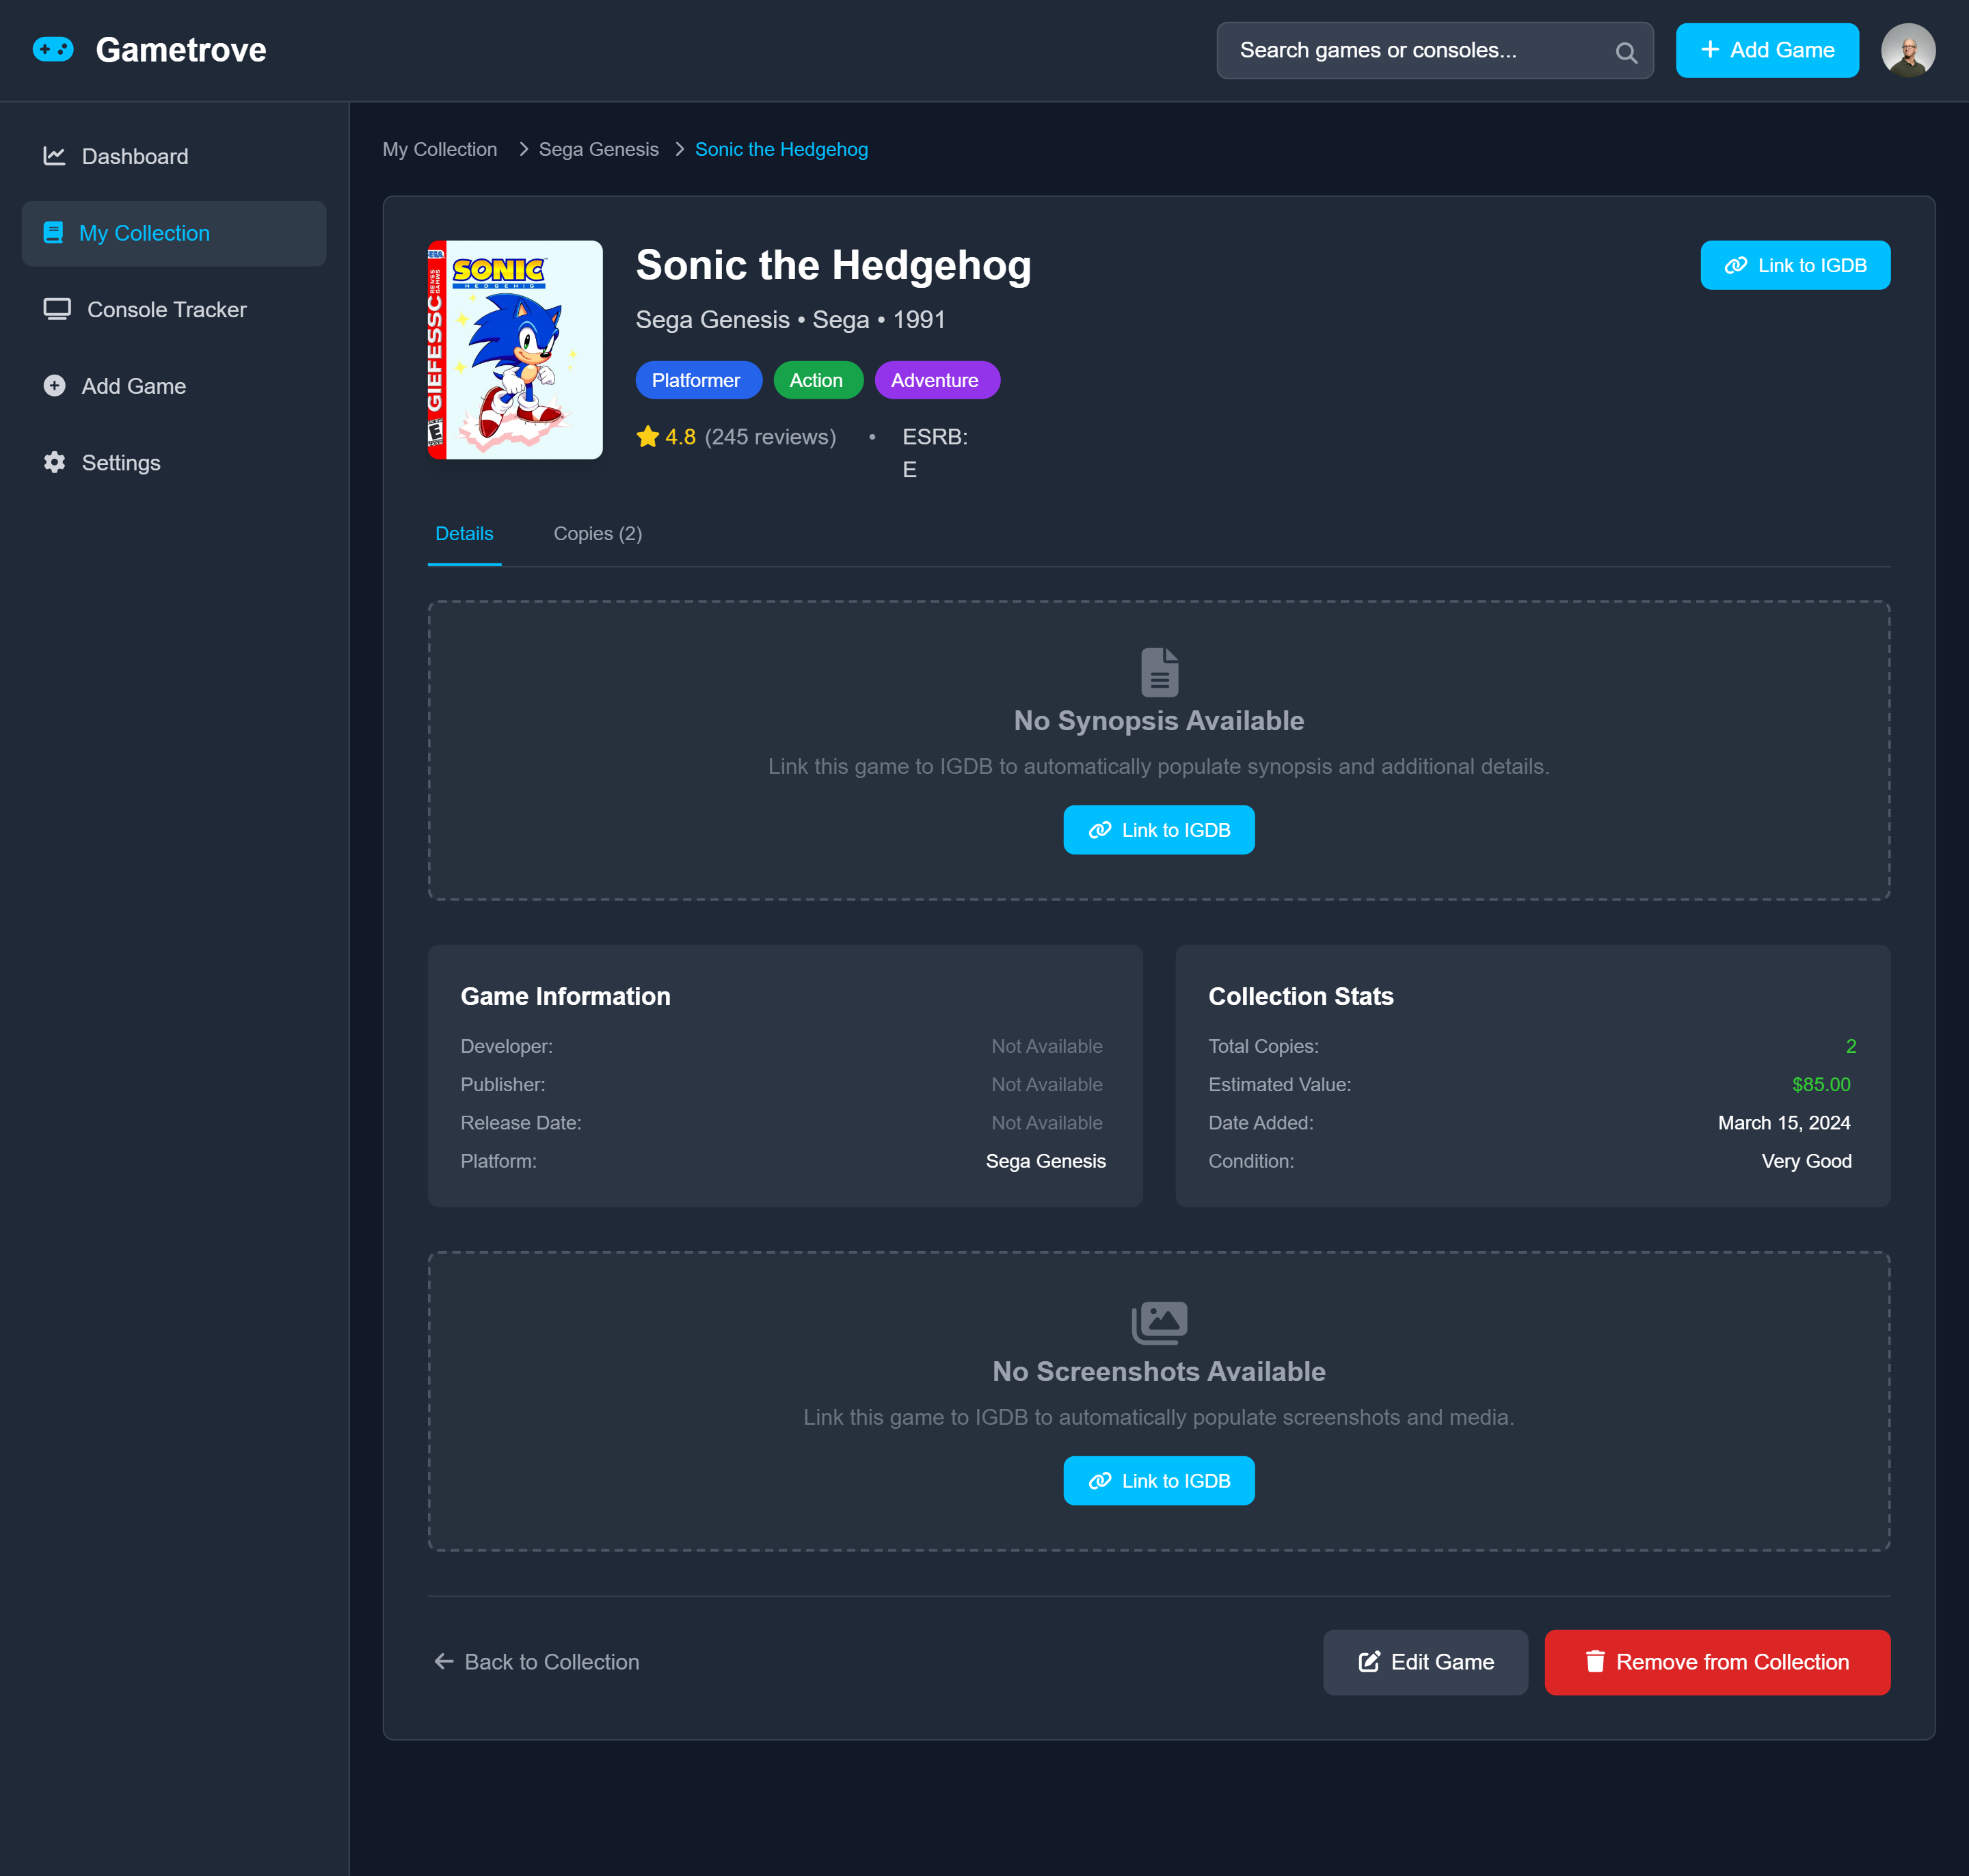 Gametrove
Search games or consoles...
Add Game
Dashboard
My Collection
Console Tracker
Add Game
Settings
My Collection > Sega Genesis > Sonic the Hedgehog
SEGA
GIEFESSC
SONIC
HEDGEHIG
E
Sonic the Hedgehog
Link to IGDB
Sega Genesis • Sega • 1991
Platformer Action Adventure
4.8 (245 reviews) • ESRB:
E
Details Copies (2)
No Synopsis Available
Link this game to IGDB to automatically populate synopsis and additional details.
Link to IGDB
Game Information
Developer: Not Available
Publisher: Not Available
Release Date: Not Available
Platform: Sega Genesis
Collection Stats
Total Copies: 2
Estimated Value: $85.00
Date Added: March 15, 2024
Condition: Very Good
No Screenshots Available
Link this game to IGDB to automatically populate screenshots and media.
Link to IGDB
Back to Collection
Edit Game
Remove from Collection